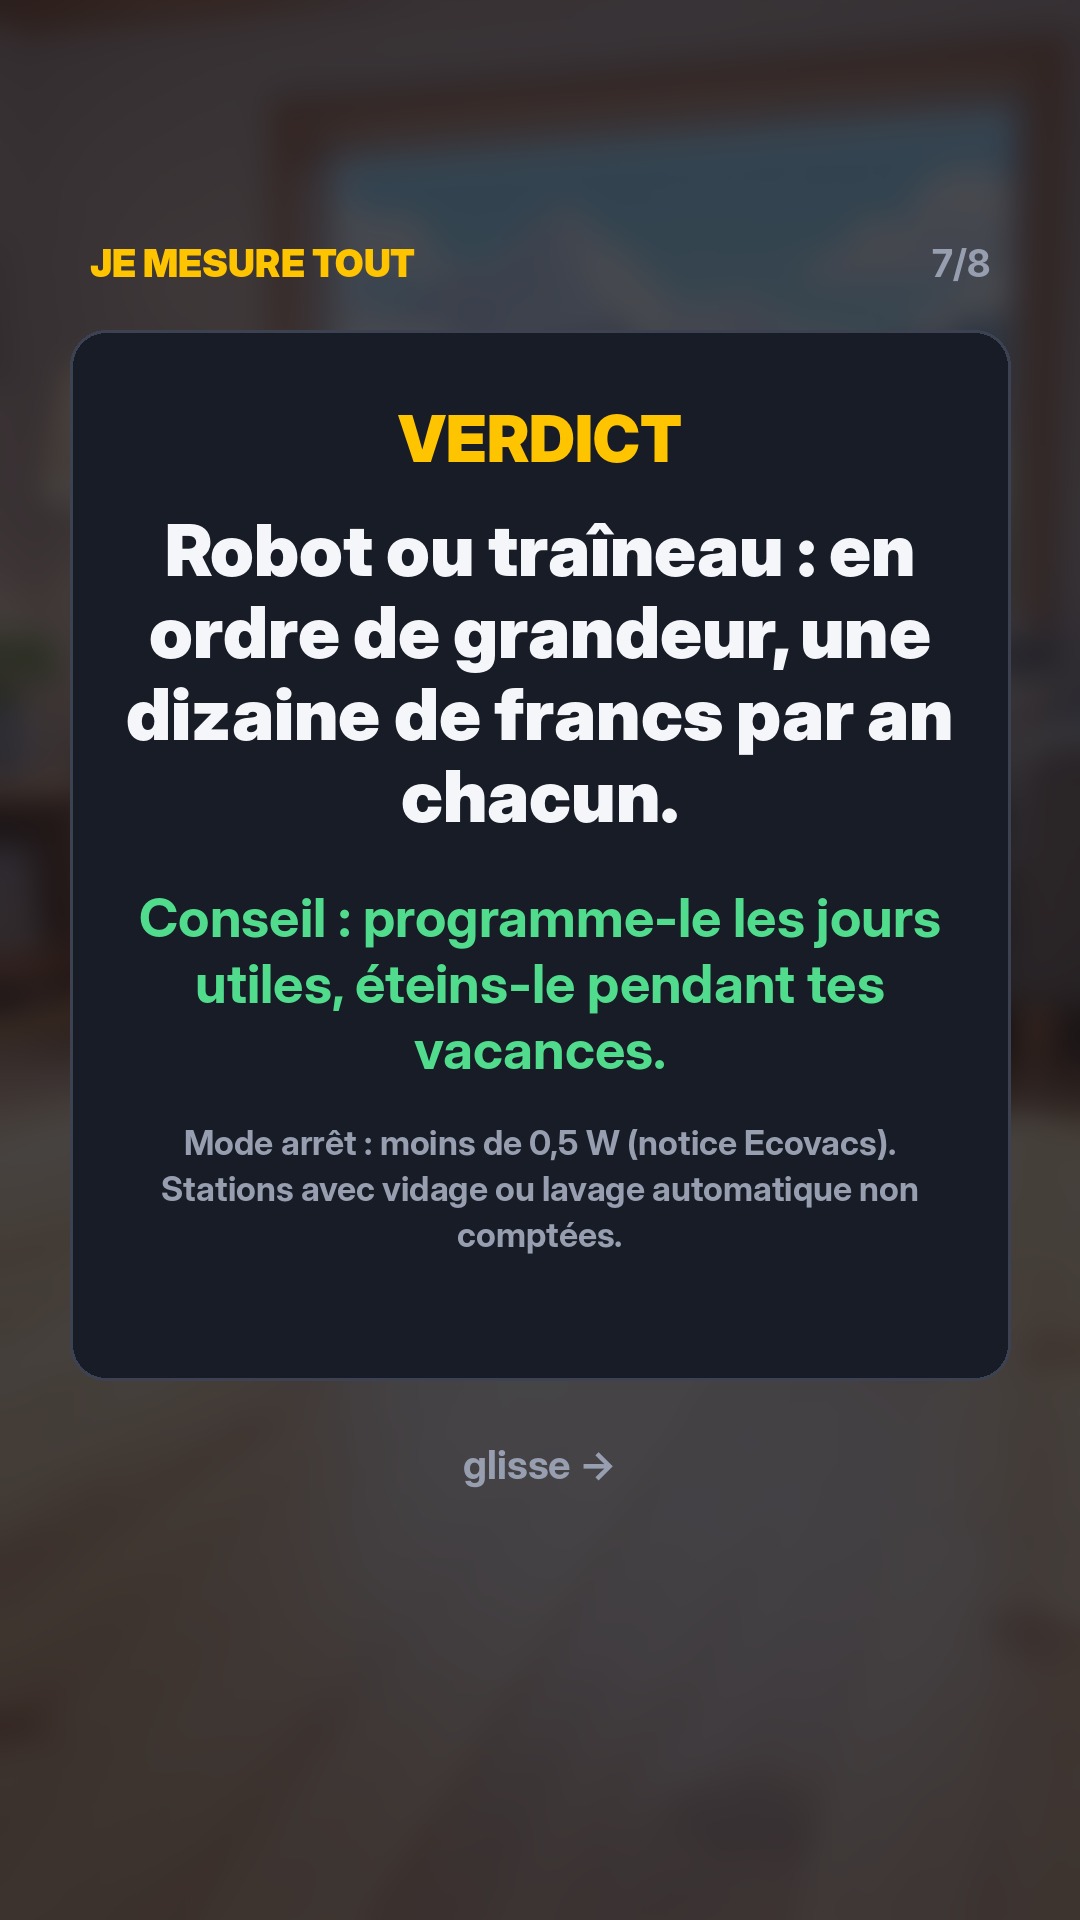 JE MESURE TOUT
7/8
VERDICT
Robot ou traîneau : en
ordre de grandeur, une
dizaine de francs par an
chacun.
Conseil : programme-le les jours
utiles, éteins-le pendant tes
vacances.
Mode arrêt : moins de 0,5 W (notice Ecovacs).
Stations avec vidage ou lavage automatique non
comptées.
glisse →